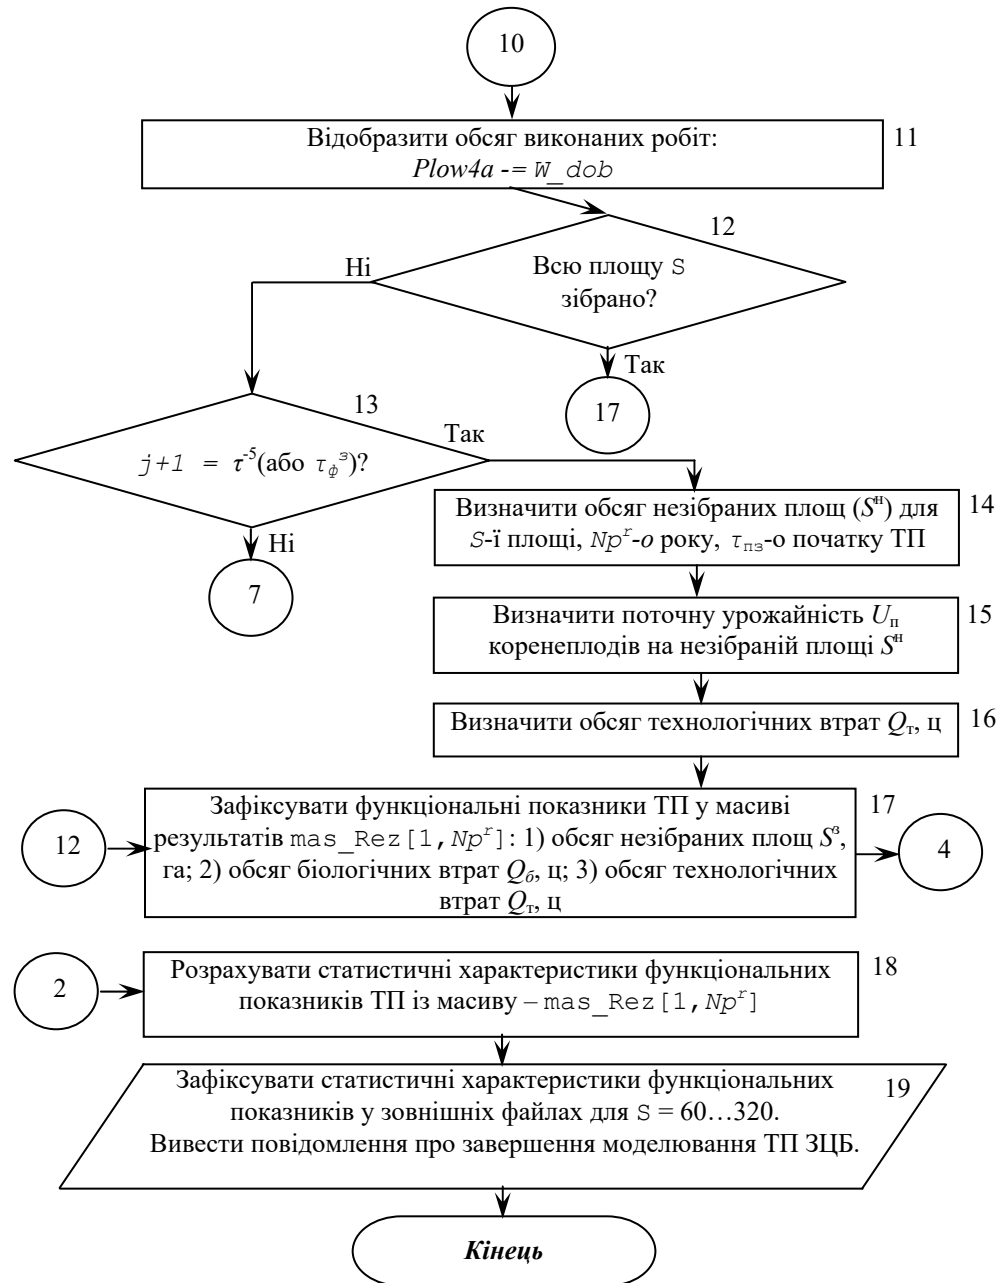 10
Відобразити обсяг виконаних робіт:
Plow4a -= W_dob
11
12
Всю площу S
зібрано?
Ні
Так
17
13
j+1 = τ⁻⁵(або τ_ф^з)?
Так
Ні
7
Визначити обсяг незібраних площ (Sᴴ) для
S-ї площі, Npʳ-о року, τпз-о початку ТП
14
Визначити поточну урожайність Uп
коренеплодів на незібраній площі Sᴴ
15
Визначити обсяг технологічних втрат Qт, ц
16
12
Зафіксувати функціональні показники ТП у масиві
результатів mas_Rez[1,Npʳ]: 1) обсяг незібраних площ Sᶾ,
га; 2) обсяг біологічних втрат Qб, ц; 3) обсяг технологічних
втрат Qт, ц
17
4
2
Розрахувати статистичні характеристики функціональних
показників ТП із масиву – mas_Rez[1,Npʳ]
18
Зафіксувати статистичні характеристики функціональних
показників у зовнішніх файлах для S = 60…320.
Вивести повідомлення про завершення моделювання ТП ЗЦБ.
19
Кінець